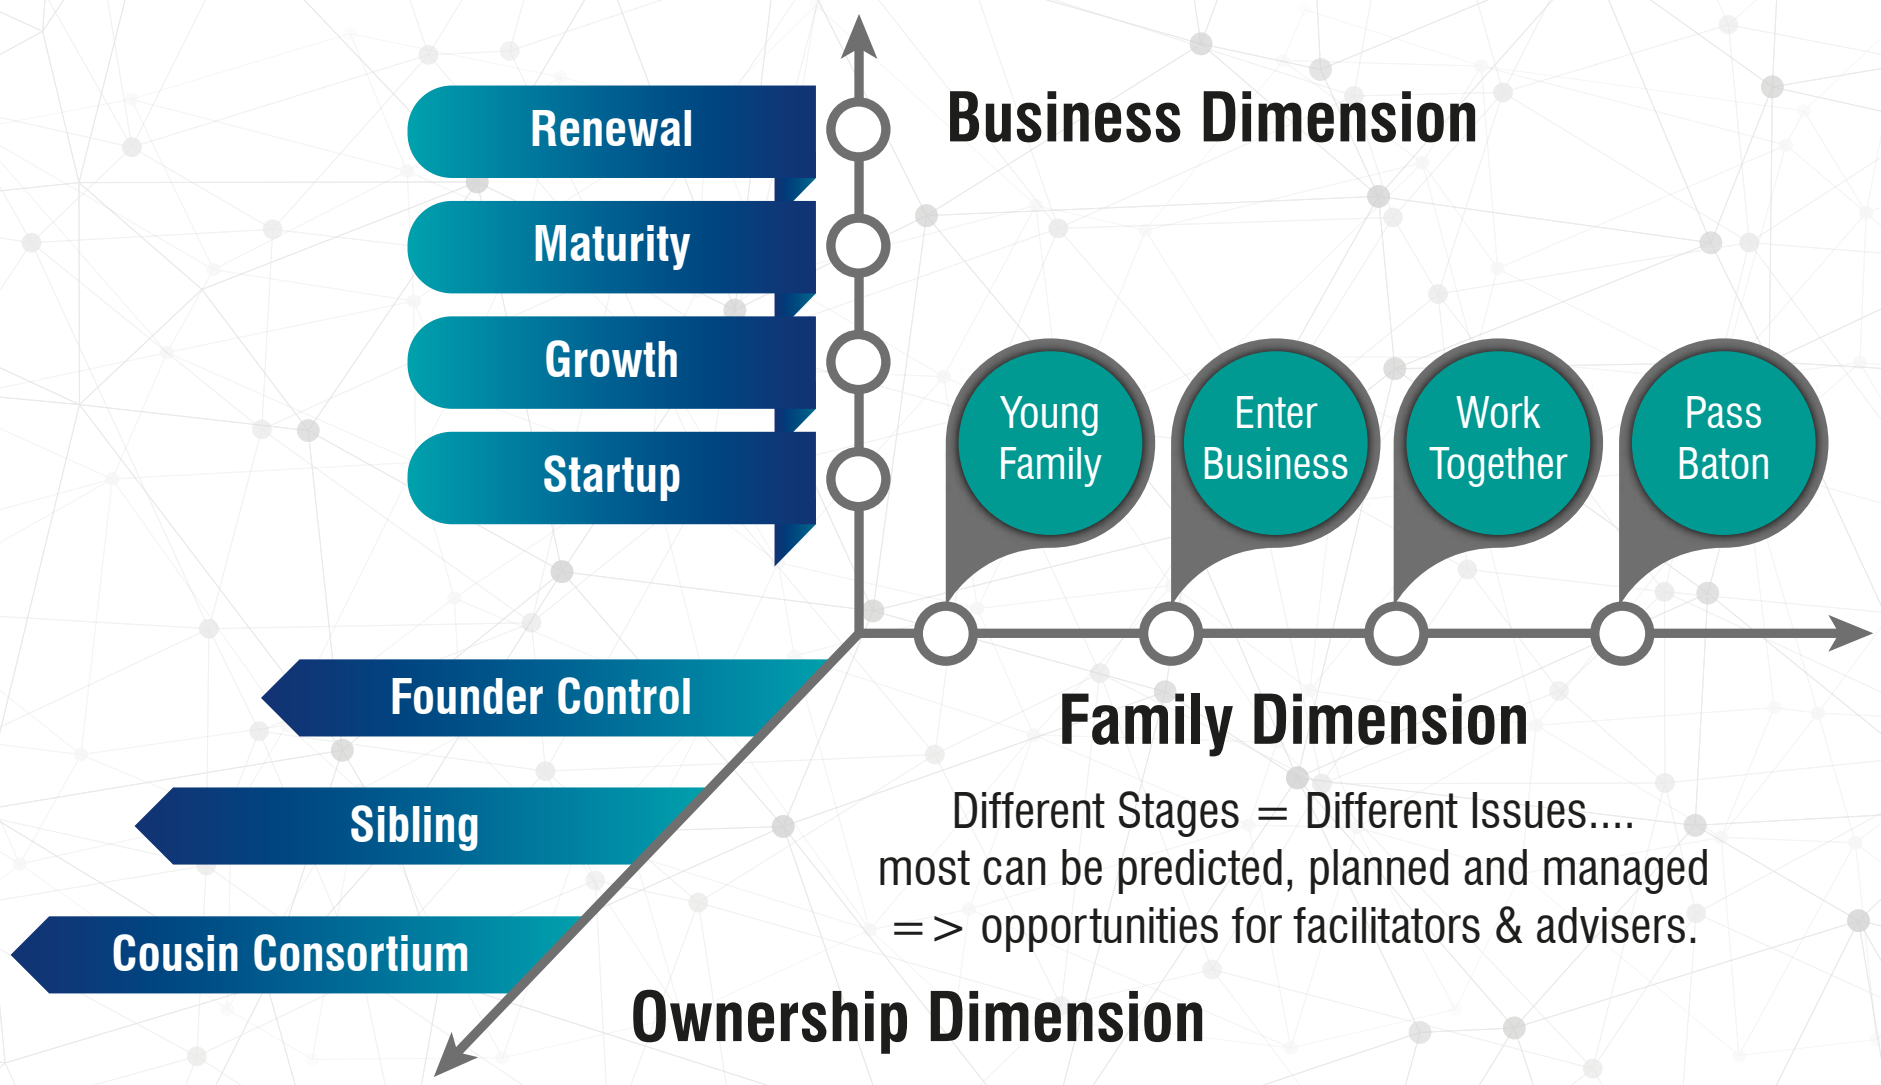 Business Dimension
Renewal
Maturity
Growth
Startup
Young
Family
Enter
Business
Work
Together
Pass
Baton
Founder Control
Sibling
Cousin Consortium
Family Dimension
Different Stages = Different Issues....
most can be predicted, planned and managed
=> opportunities for facilitators & advisers.
Ownership Dimension